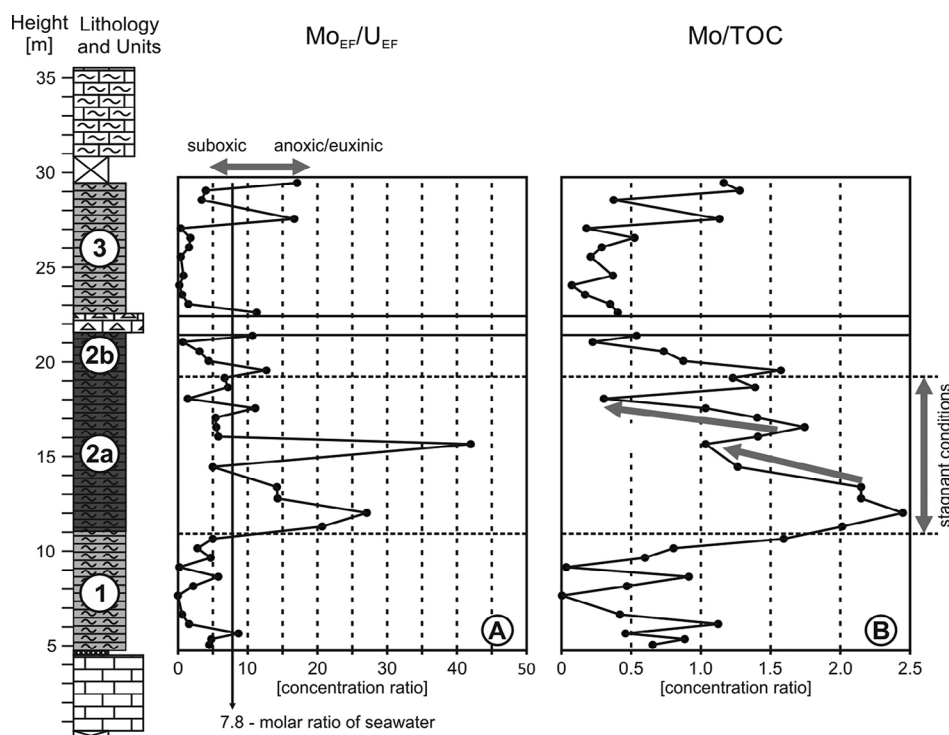 Height
[m]
Lithology
and Units
MoEF/UEF
Mo/TOC
suboxic
anoxic/euxinic
35
30
25
20
15
10
5
3
2b
2a
1
A
B
stagnant conditions
0 10 20 30 40 50
[concentration ratio]
0 0.5 1.0 1.5 2.0 2.5
[concentration ratio]
7.8 - molar ratio of seawater